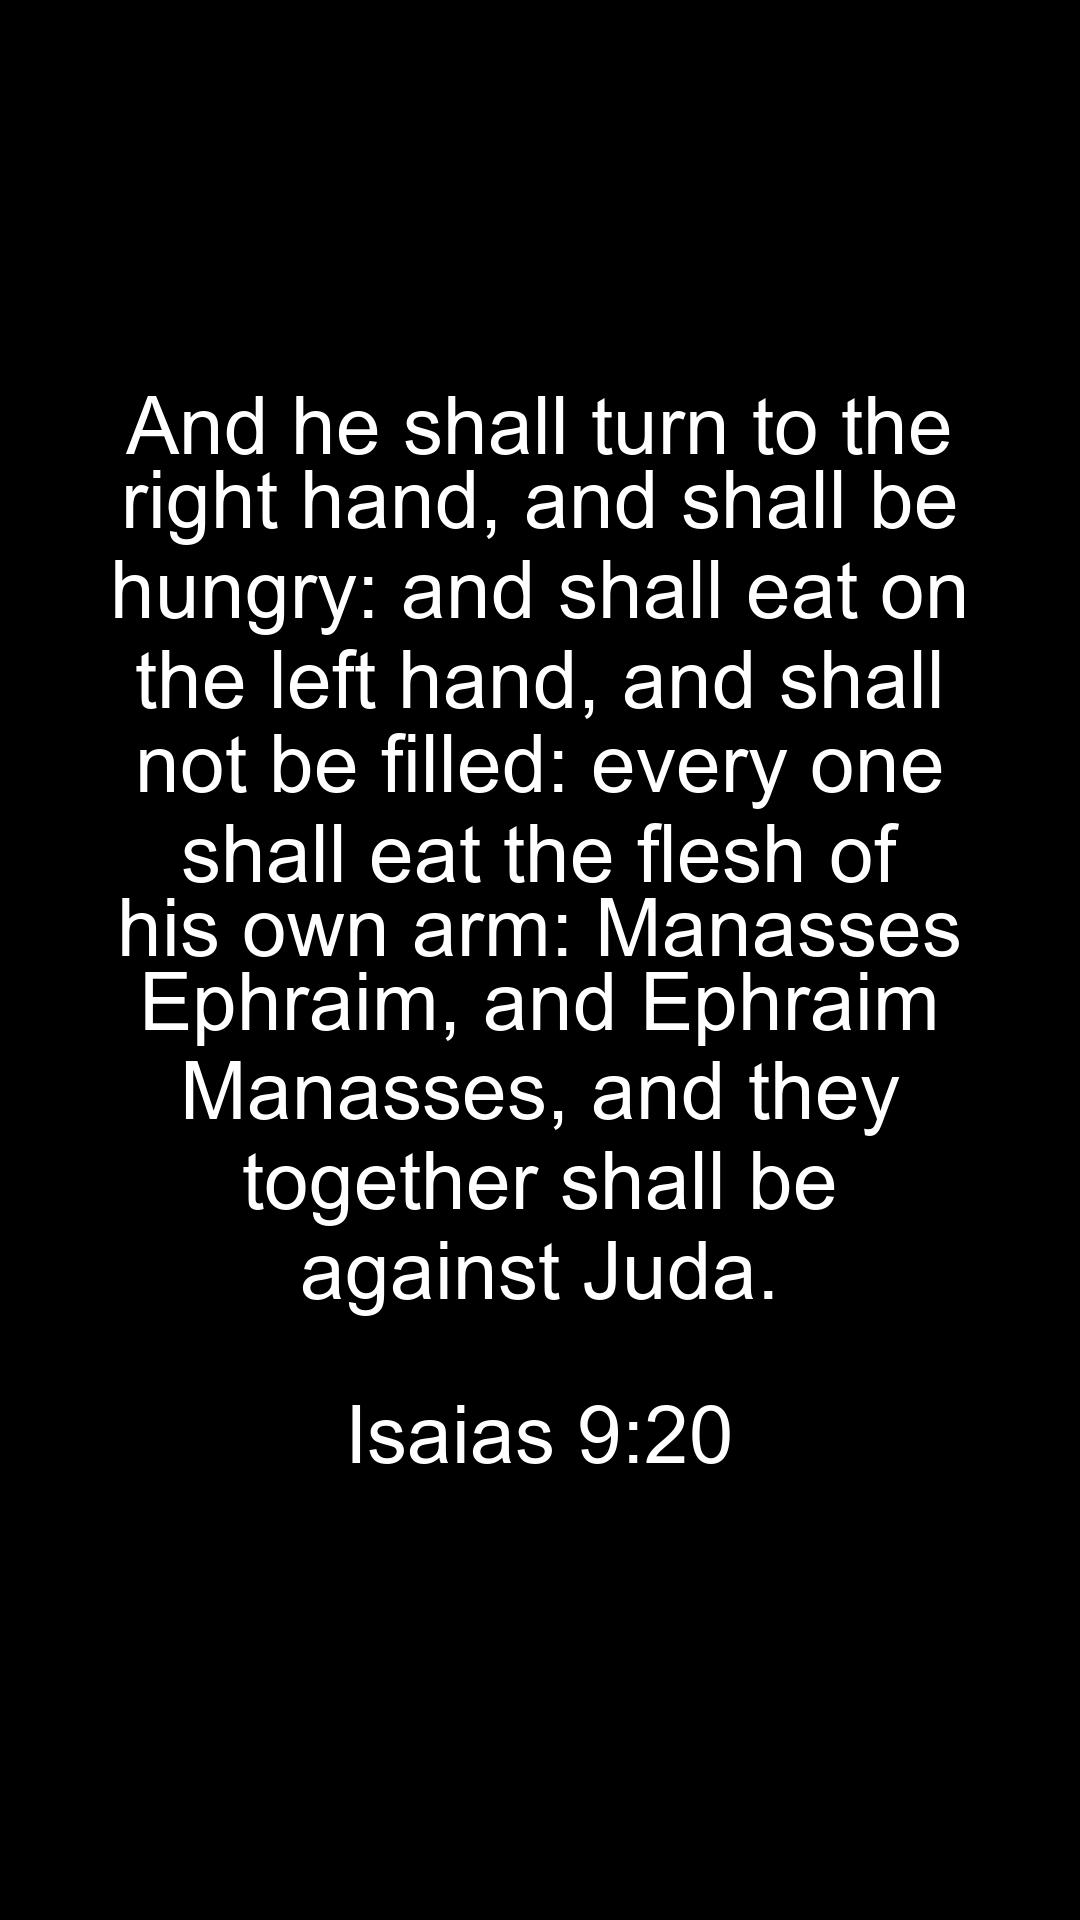 And he shall turn to the
right hand, and shall be
hungry: and shall eat on
the left hand, and shall
not be filled: every one
shall eat the flesh of
his own arm: Manasses
Ephraim, and Ephraim
Manasses, and they
together shall be
against Juda.
Isaias 9:20